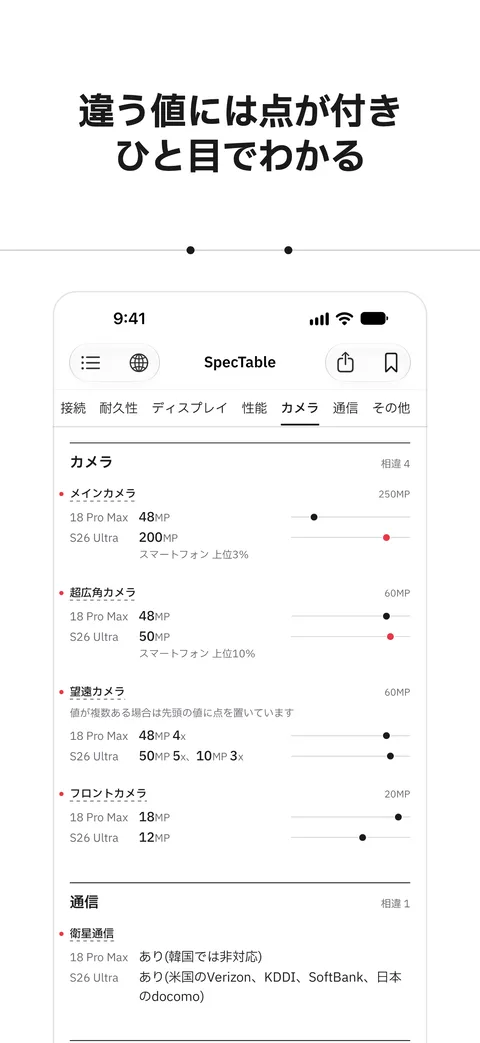 違う値には点が付き
ひと目でわかる
9:41
SpecTable
接続 耐久性 ディスプレイ 性能 カメラ 通信 その他
カメラ 相違 4
メインカメラ 250MP
18 Pro Max 48MP
S26 Ultra 200MP
スマートフォン 上位3%
超広角カメラ 60MP
18 Pro Max 48MP
S26 Ultra 50MP
スマートフォン 上位10%
望遠カメラ 60MP
値が複数ある場合は先頭の値に点を置いています
18 Pro Max 48MP 4x
S26 Ultra 50MP 5x、10MP 3x
フロントカメラ 20MP
18 Pro Max 18MP
S26 Ultra 12MP
通信 相違 1
衛星通信
18 Pro Max あり(韓国では非対応)
S26 Ultra あり(米国のVerizon、KDDI、SoftBank、日本
のdocomo)